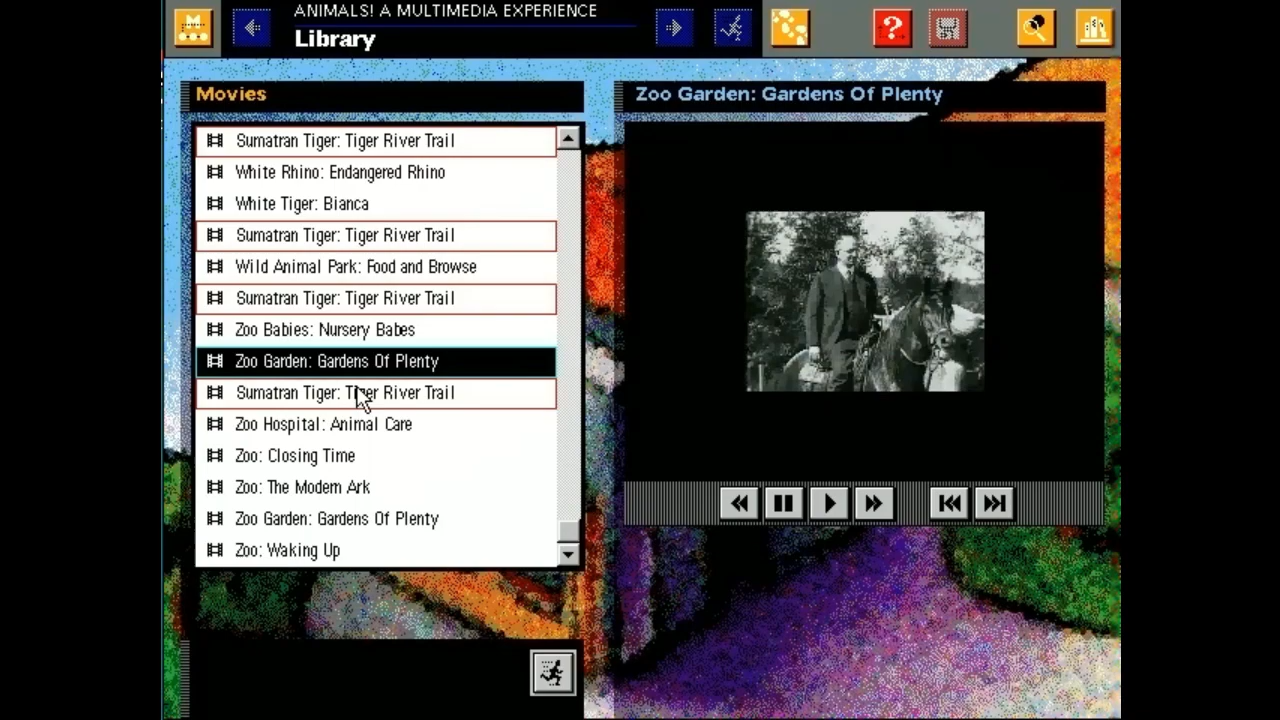 ANIMALS! A MULTIMEDIA EXPERIENCE
Library
?
Movies
Sumatran Tiger: Tiger River Trail
White Rhino: Endangered Rhino
White Tiger: Bianca
Sumatran Tiger: Tiger River Trail
Wild Animal Park: Food and Browse
Sumatran Tiger: Tiger River Trail
Zoo Babies: Nursery Babes
Zoo Garden: Gardens Of Plenty
Sumatran Tiger: Tiger River Trail
Zoo Hospital: Animal Care
Zoo: Closing Time
Zoo: The Modern Ark
Zoo Garden: Gardens Of Plenty
Zoo: Waking Up
Zoo Garden: Gardens Of Plenty